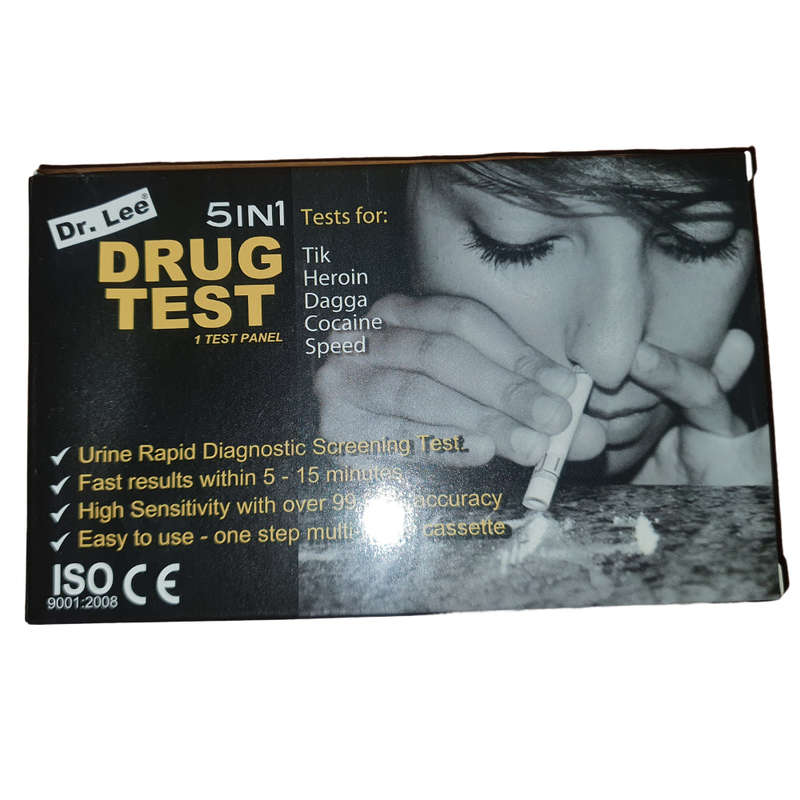 Dr. Lee®
5IN1
DRUG
TEST
1 TEST PANEL
Tests for:
Tik
Heroin
Dagga
Cocaine
Speed
✓ Urine Rapid Diagnostic Screening Test.
✓ Fast results within 5 - 15 minutes
✓ High Sensitivity with over accuracy
✓ Easy to use - one step multi cassette
ISO CE
9001:2008